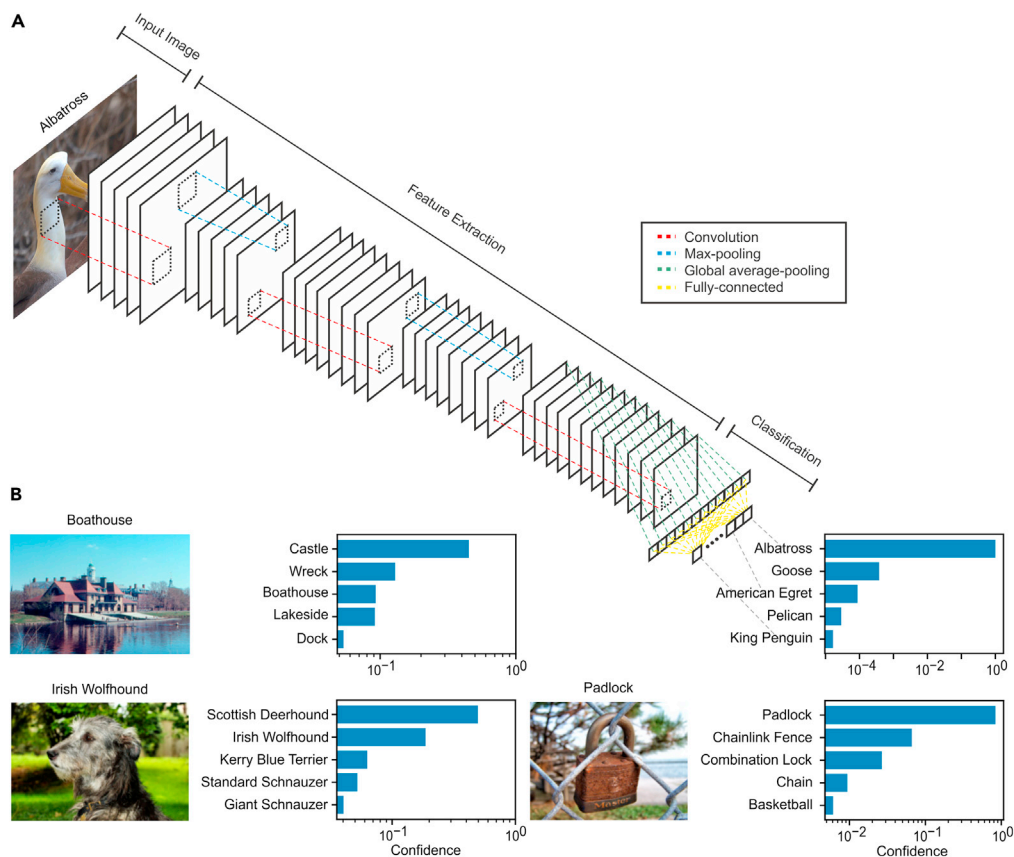 A
Input Image
Albatross
Feature Extraction
Convolution
Max-pooling
Global average-pooling
Fully-connected
Classification
B
Boathouse
Castle
Wreck
Boathouse
Lakeside
Dock
10⁻¹ 10⁰
Albatross
Goose
American Egret
Pelican
King Penguin
10⁻⁴ 10⁻² 10⁰
Irish Wolfhound
Scottish Deerhound
Irish Wolfhound
Kerry Blue Terrier
Standard Schnauzer
Giant Schnauzer
10⁻¹ 10⁰
Confidence
Padlock
Master
Padlock
Chainlink Fence
Combination Lock
Chain
Basketball
10⁻² 10⁻¹ 10⁰
Confidence